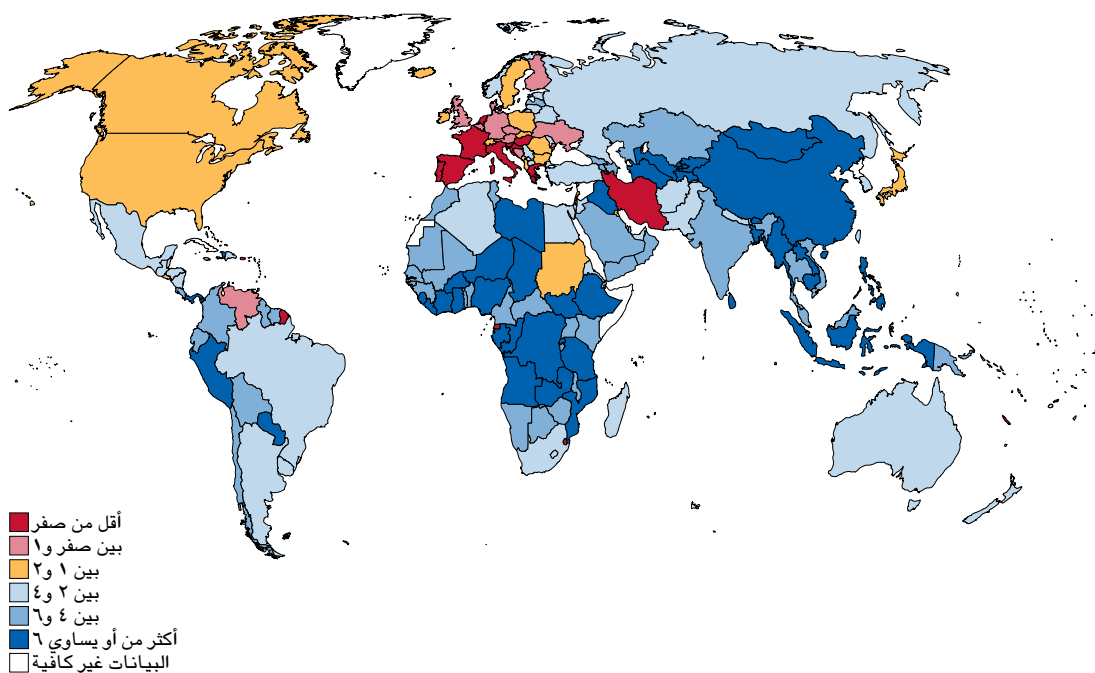 أقل من صفر
بين صفر و١
بين ١ و٢
بين ٢ و٤
بين ٤ و٦
أكثر من أو يساوي ٦
البيانات غير كافية